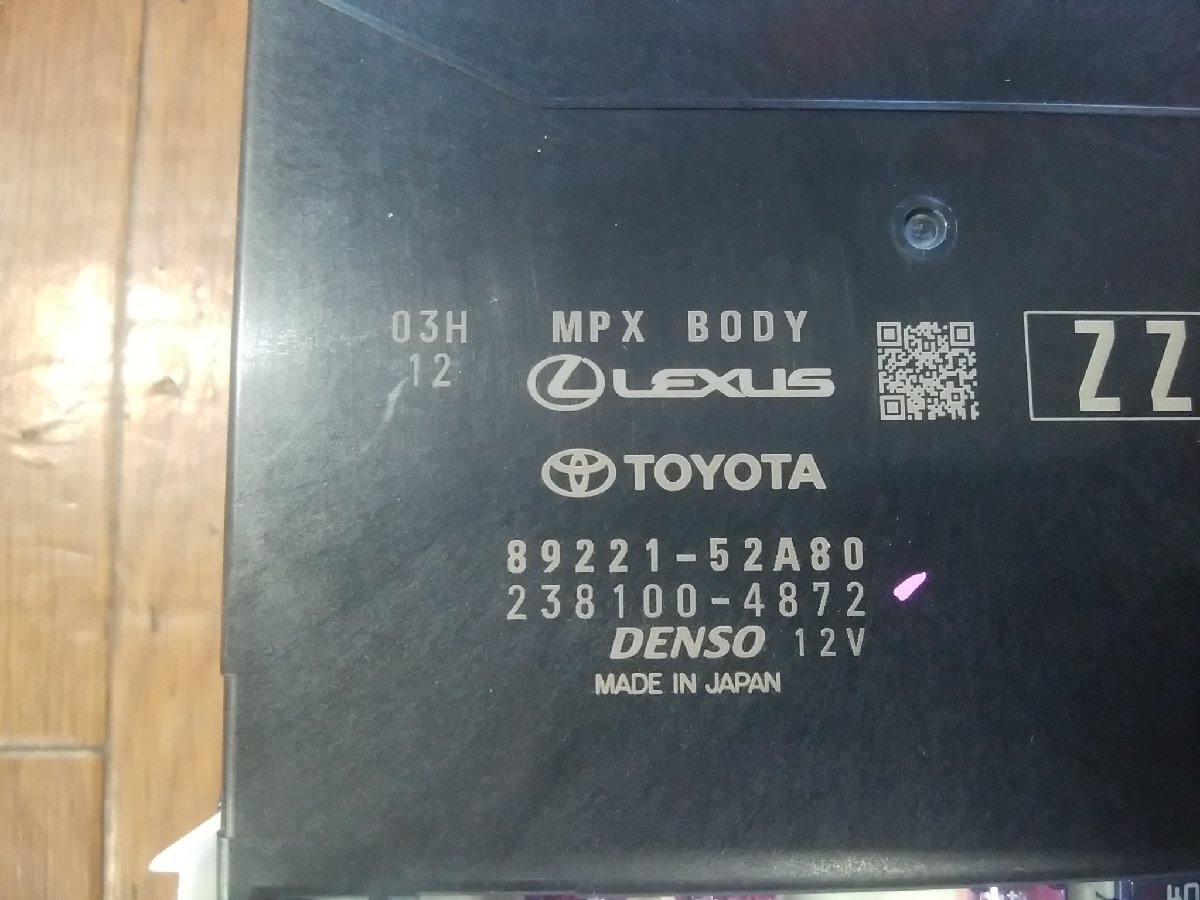 03H MPX BODY
12
LEXUS
ZZ
TOYOTA
89221-52A80
238100-4872
DENSO 12V
MADE IN JAPAN